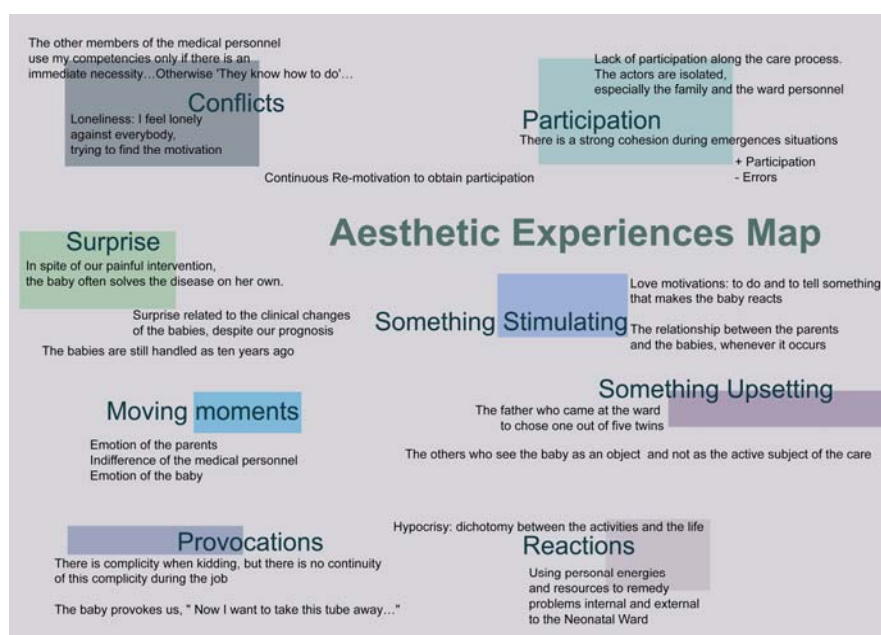 The other members of the medical personnel
use my competencies only if there is an
immediate necessity…Otherwise 'They know how to do'…
Conflicts
Loneliness: I feel lonely
against everybody,
trying to find the motivation
Lack of participation along the care process.
The actors are isolated,
especially the family and the ward personnel
Participation
There is a strong cohesion during emergences situations
+ Participation
- Errors
Continuous Re-motivation to obtain participation
Aesthetic Experiences Map
Surprise
In spite of our painful intervention,
the baby often solves the disease on her own.
Surprise related to the clinical changes
of the babies, despite our prognosis
The babies are still handled as ten years ago
Love motivations: to do and to tell something
that makes the baby reacts
Something Stimulating
The relationship between the parents
and the babies, whenever it occurs
Moving moments
Emotion of the parents
Indifference of the medical personnel
Emotion of the baby
Something Upsetting
The father who came at the ward
to chose one out of five twins
The others who see the baby as an object and not as the active subject of the care
Provocations
There is complicity when kidding, but there is no continuity
of this complicity during the job
The baby provokes us, " Now I want to take this tube away…"
Hypocrisy: dichotomy between the activities and the life
Reactions
Using personal energies
and resources to remedy
problems internal and external
to the Neonatal Ward